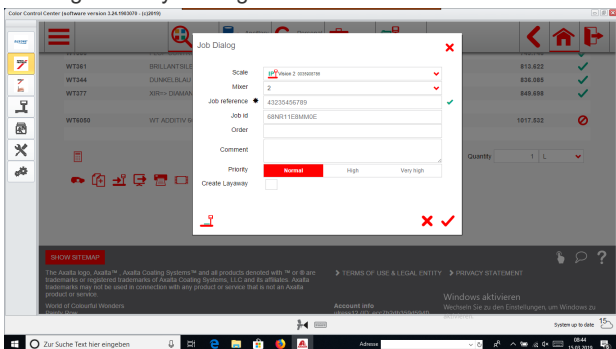 Color Control Center (software version 3.24.1983078 - (c)2019)
Job Dialog
WT361 BRILLANTSILBE 813.622
WT344 DUNKELBLAU 836.085
WT377 XIR=> DIAMAN 849.698
WT6050 WT ADDITIV 1017.502
Scale Vision 2
Mixer 2
Job reference * 43235456789
Job id 68NR11E8MM0E
Order
Comment
Priority Normal High Very high
Create Layaway
Quantity 1 L
SHOW SITEMAP
The Axalta logo, Axalta™, Axalta Coating Systems™ and all products denoted with ™ or ® are
trademarks or registered trademarks of Axalta Coating Systems, LLC and its affiliates. Axalta
trademarks may not be used in connection with any product or service that is not an Axalta
product or service.
World of Colourful Wonders
TERMS OF USE & LEGAL ENTITY PRIVACY STATEMENT
Account info
Windows aktivieren
Wechseln Sie zu den Einstellungen, um Windows zu
aktivieren.
System up to date
Zur Suche Text hier eingeben
Adresse
08:44
15.03.2019